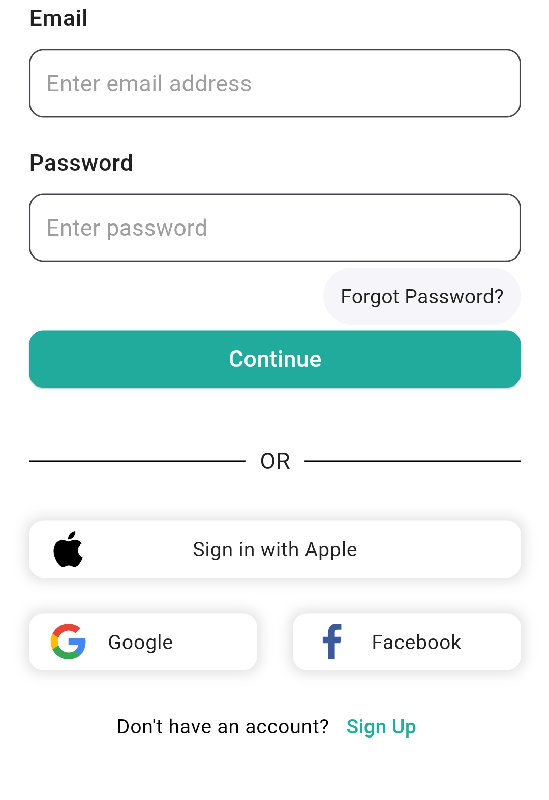 Email
Enter email address
Password
Enter password
Forgot Password?
Continue
OR
Sign in with Apple
Google
Facebook
Don't have an account? Sign Up